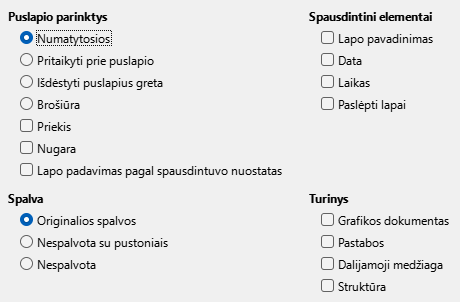 Puslapio parinktys
Numatytosios
Pritaikyti prie puslapio
Išdėstyti puslapius greta
Brošiūra
Priekis
Nugara
Lapo padavimas pagal spausdintuvo nuostatas
Spausdintini elementai
Lapo pavadinimas
Data
Laikas
Paslėpti lapai
Spalva
Originalios spalvos
Nespalvota su pustoniais
Nespalvota
Turinys
Grafikos dokumentas
Pastabos
Dalijamoji medžiaga
Struktūra